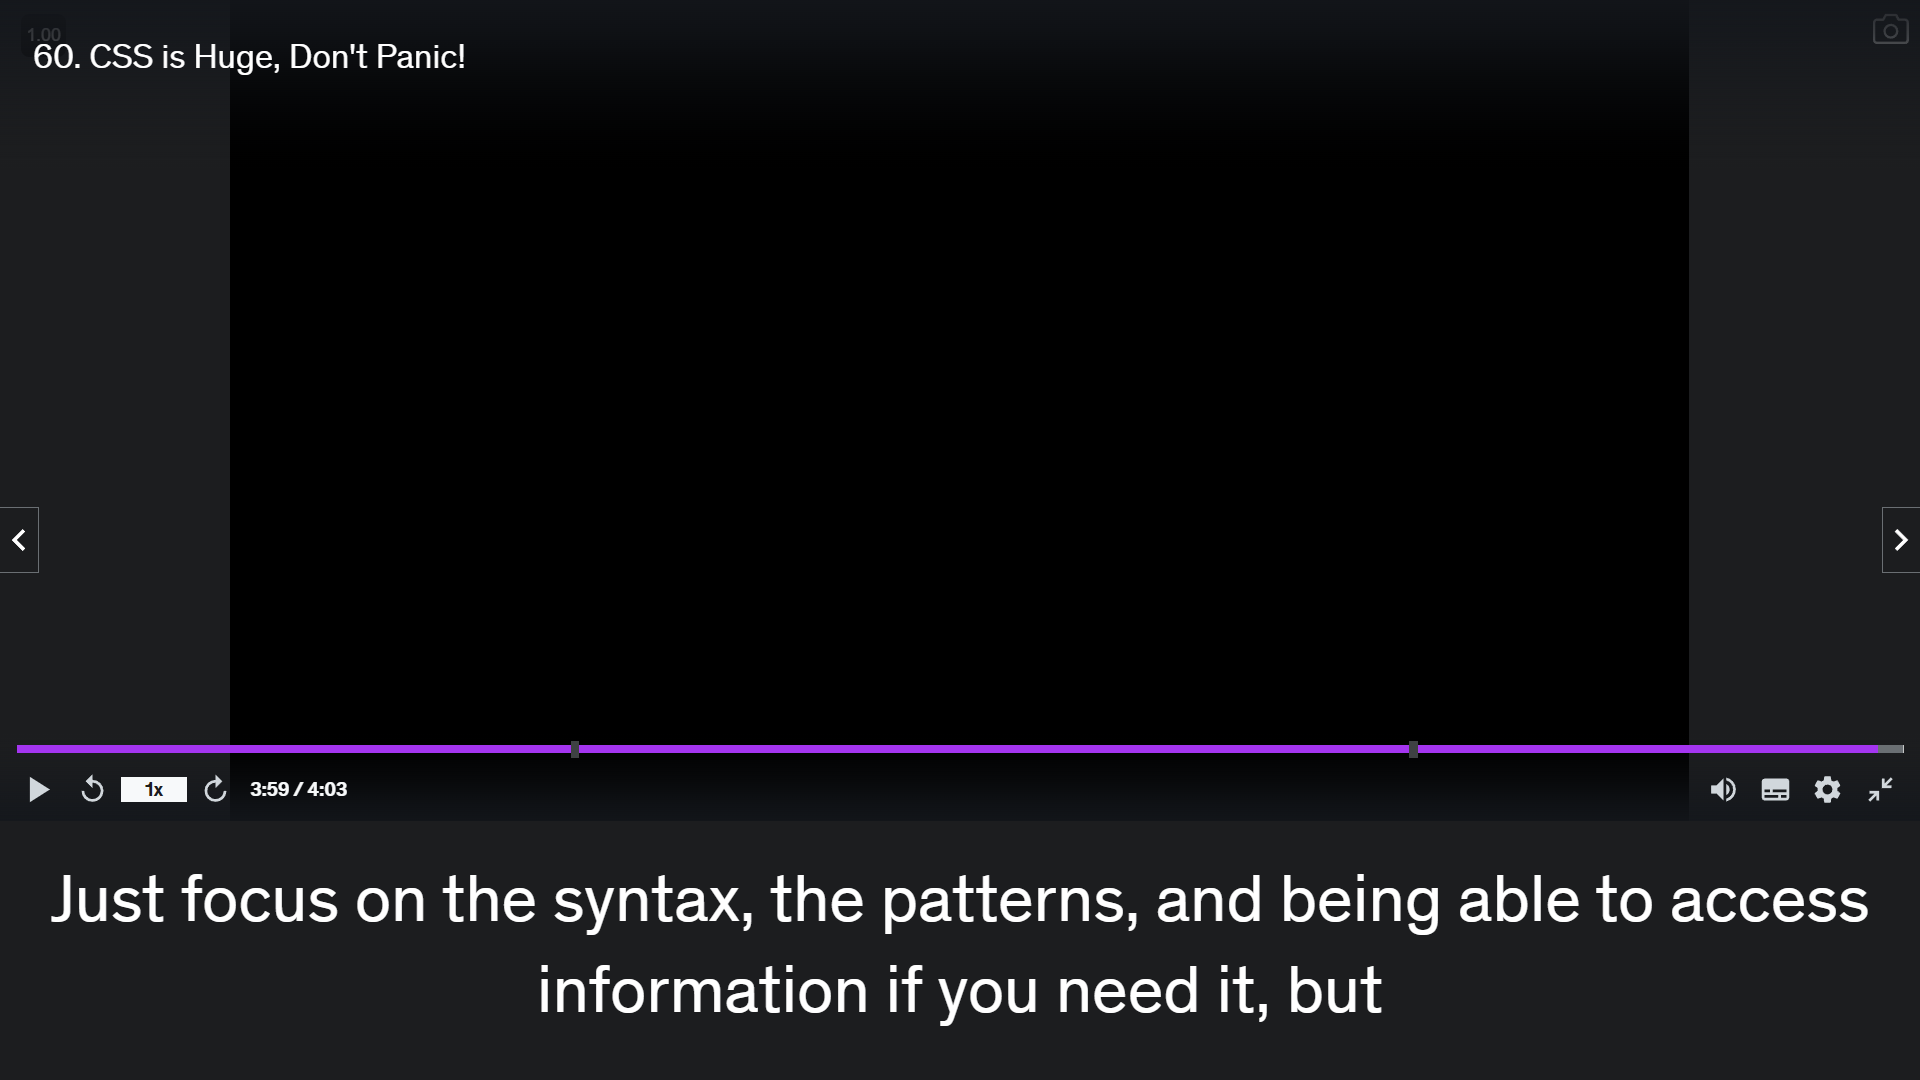 1.00
60. CSS is Huge, Don't Panic!
1x
3:59 / 4:03
Just focus on the syntax, the patterns, and being able to access
information if you need it, but